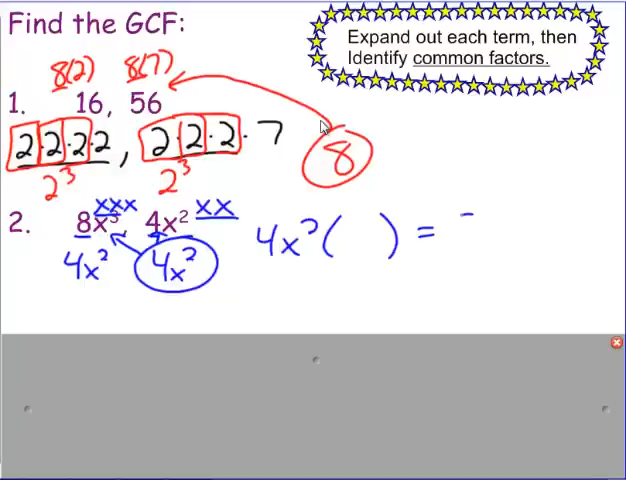 Find the GCF:
Expand out each term, then
Identify common factors.
8(2) 8(7)
1. 16, 56
2·2·2·2, 2·2·2·7
8
2³ 2³
xxx xx
2. 8x³, 4x²
4x² 4x² 4x²( ) =